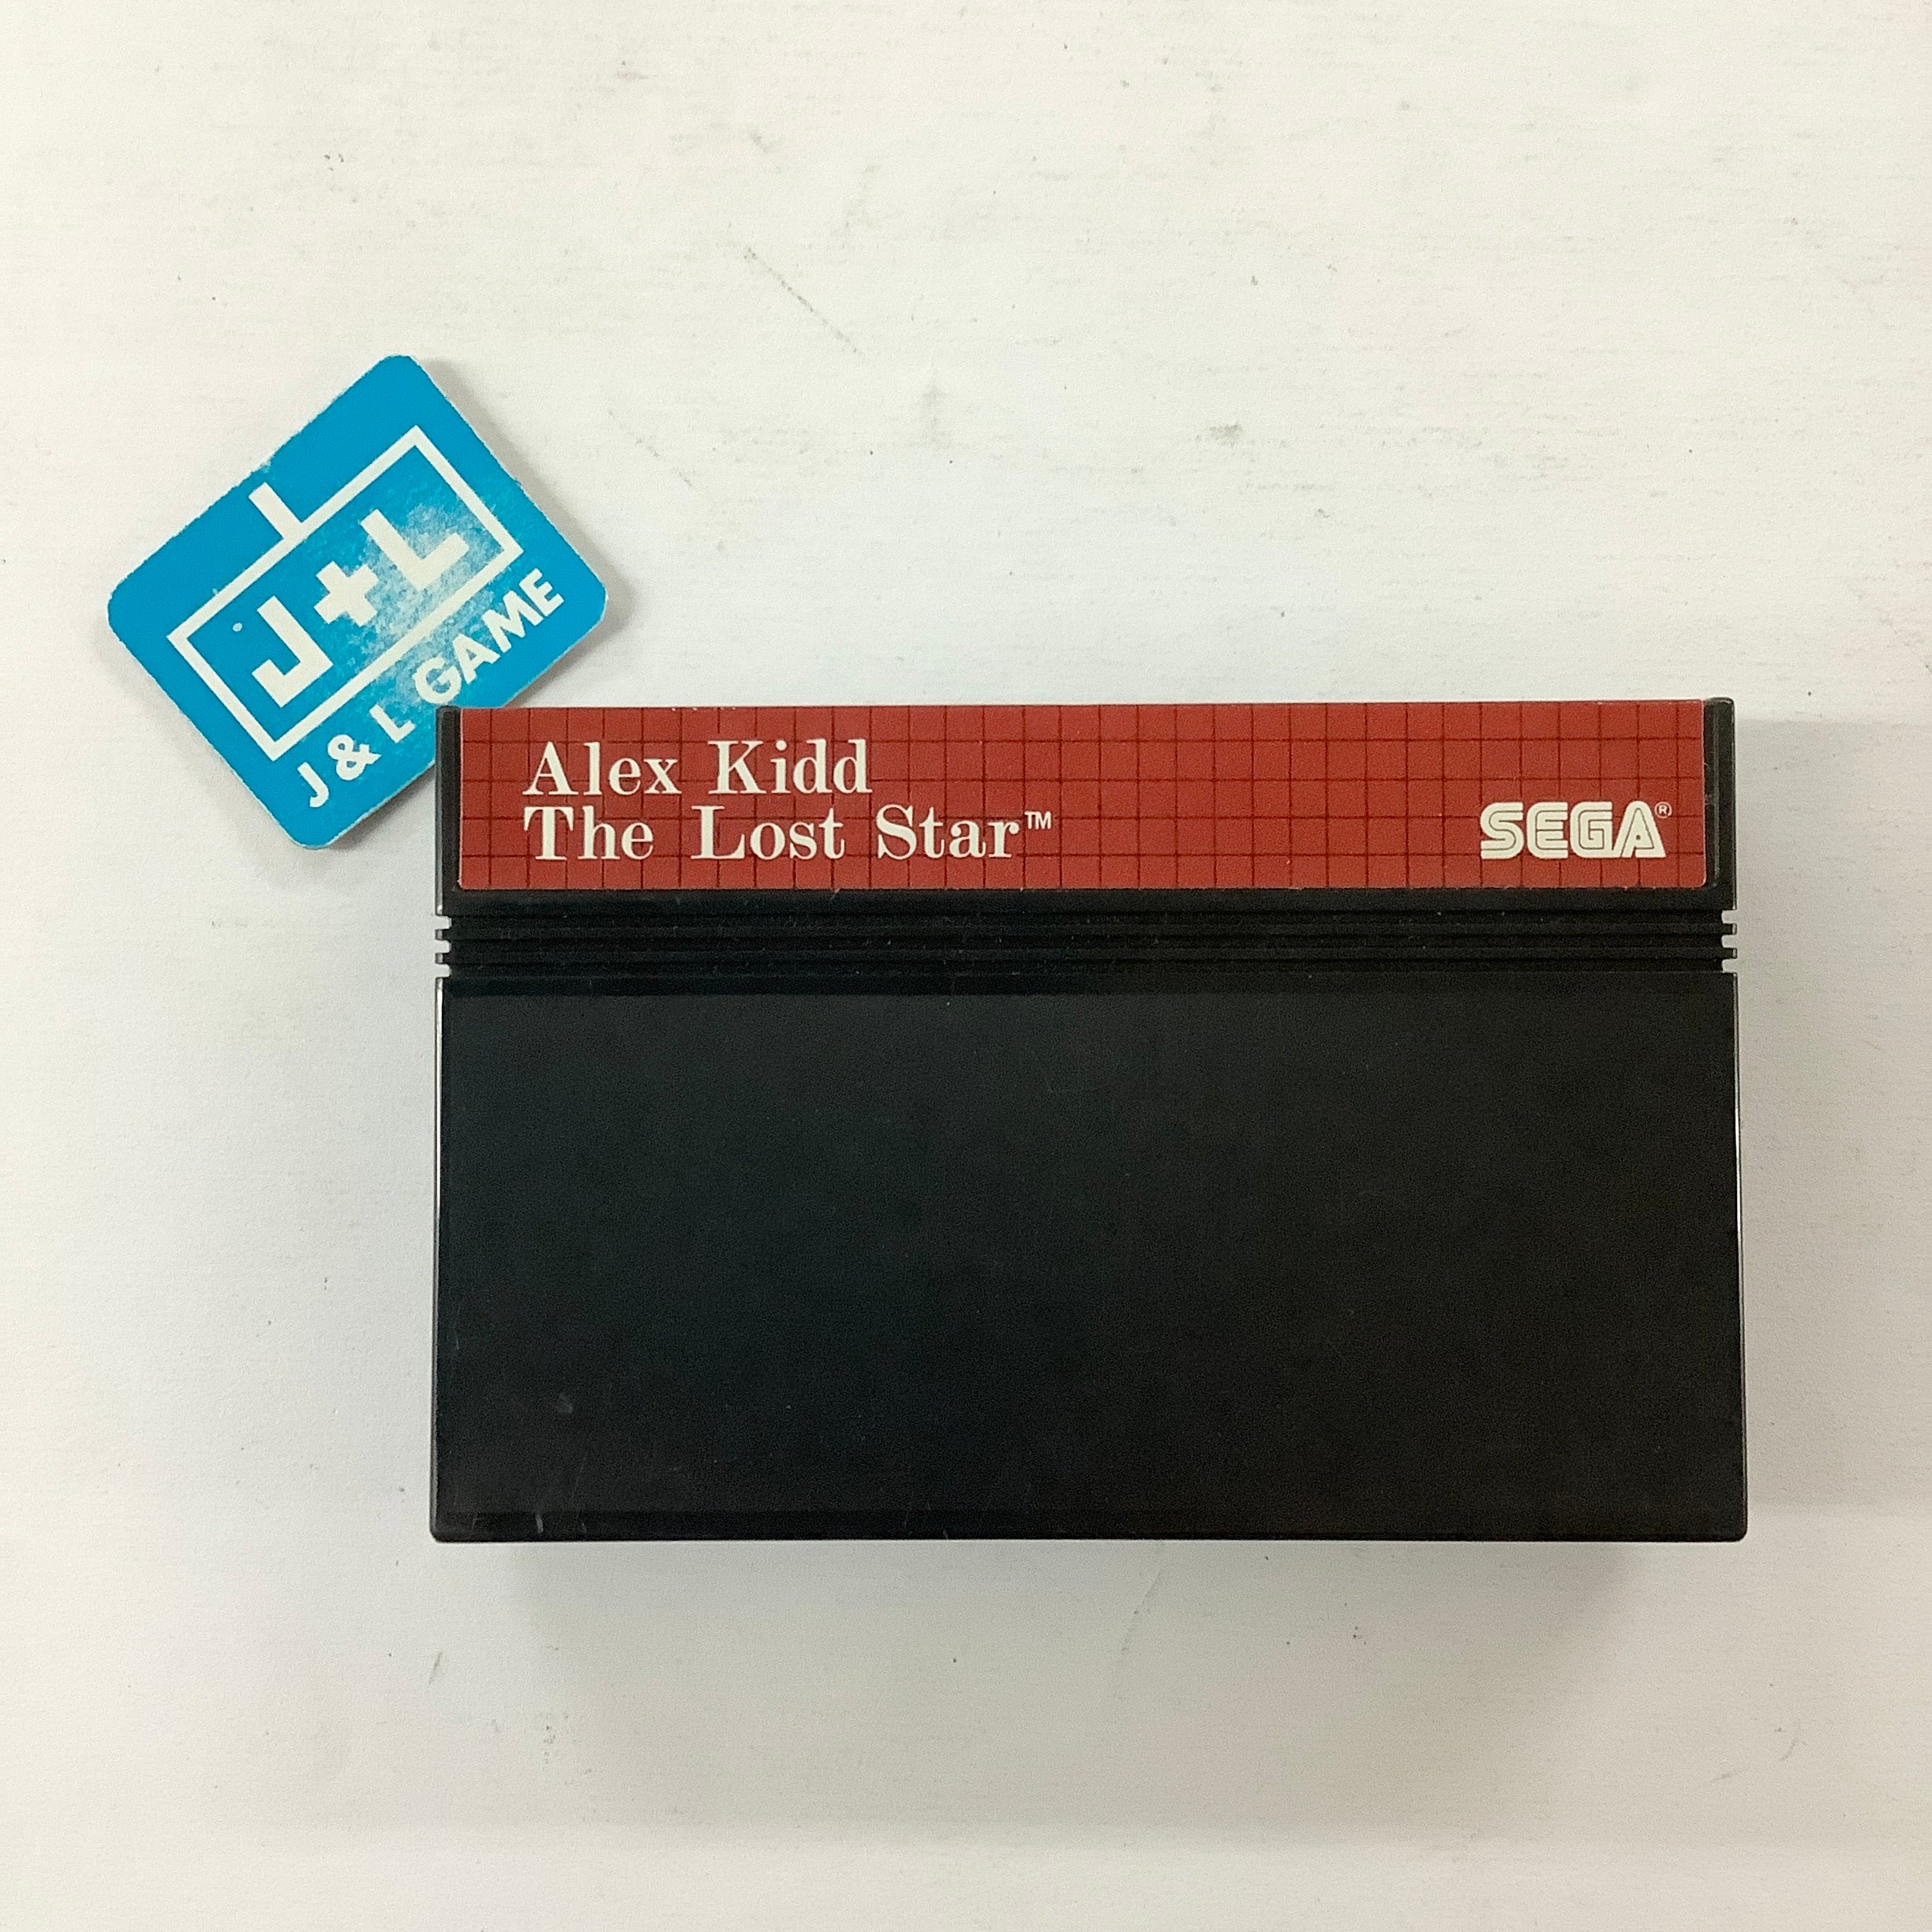 J+L
J & L GAME
Alex Kidd
The Lost Star™
SEGA®